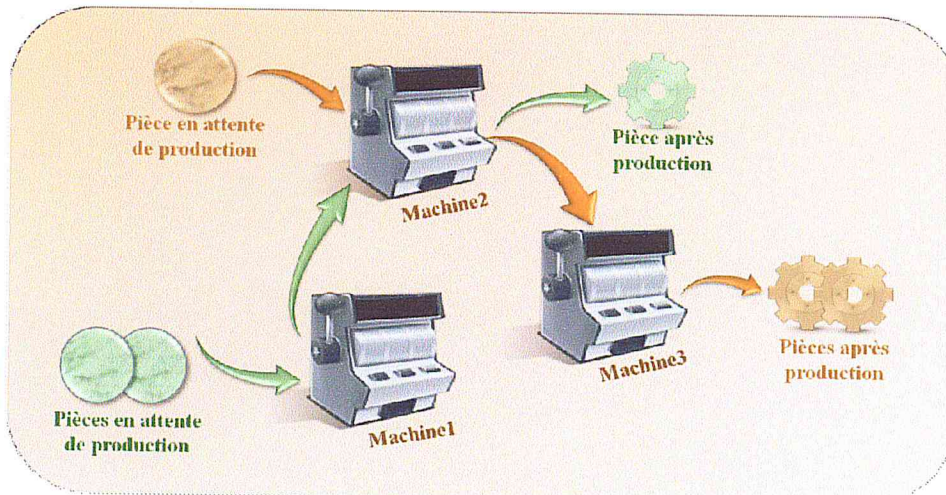 Pièce en attente
de production
Machine2
Pièce après
production
Pièces en attente
de production
Machine1
Machine3
Pièces après
production